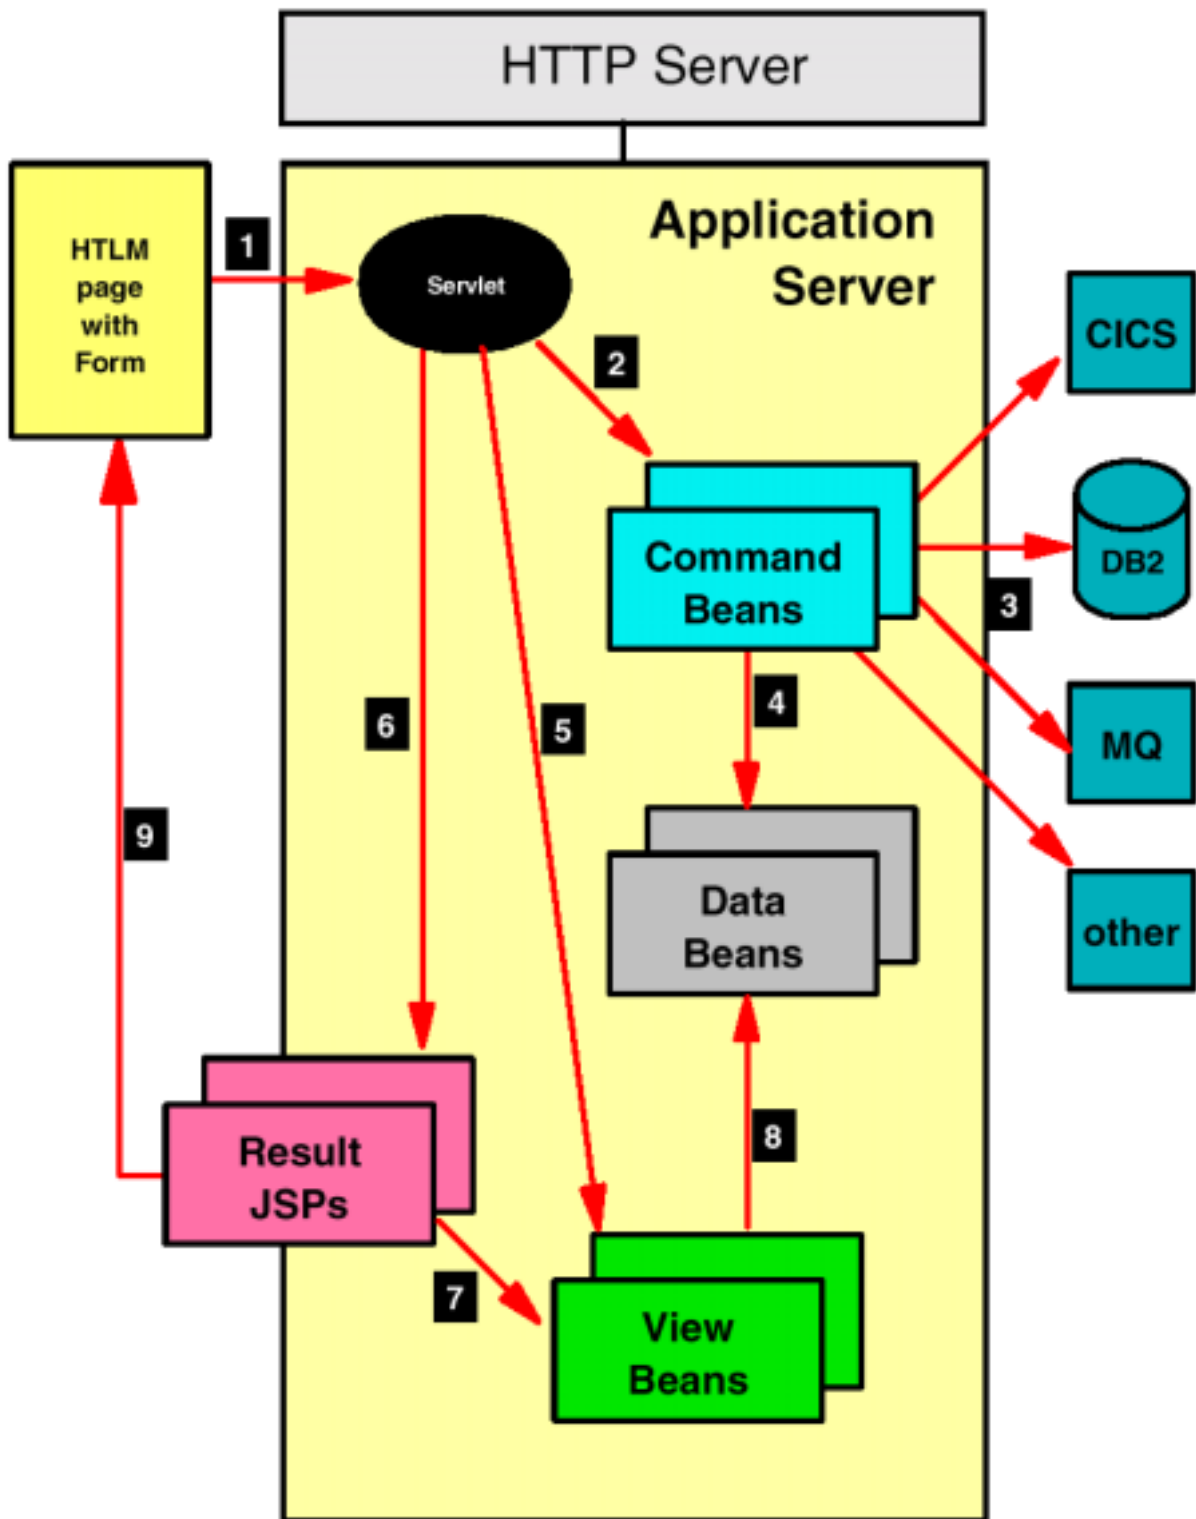 HTTP Server
Application
Server
HTLM
page
with
Form
1
Servlet
2
CICS
DB2
3
Command
Beans
4
MQ
6
5
9
Data
Beans
other
8
Result
JSPs
7
View
Beans